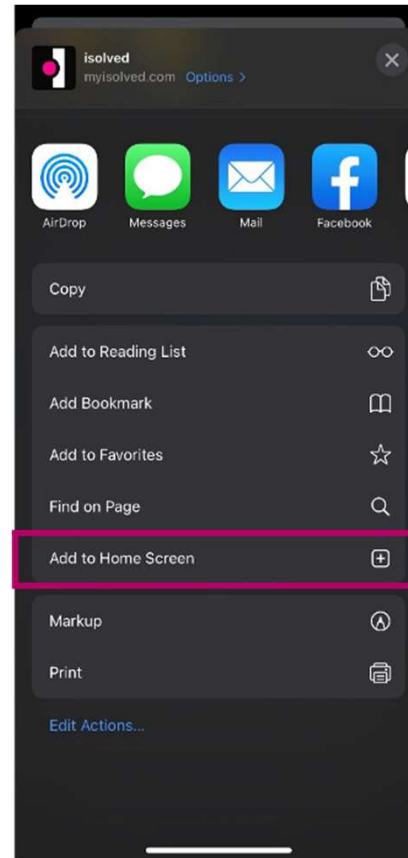 isolved
myisolved.com Options >
AirDrop Messages Mail Facebook
Copy
Add to Reading List
Add Bookmark
Add to Favorites
Find on Page
Add to Home Screen
Markup
Print
Edit Actions...